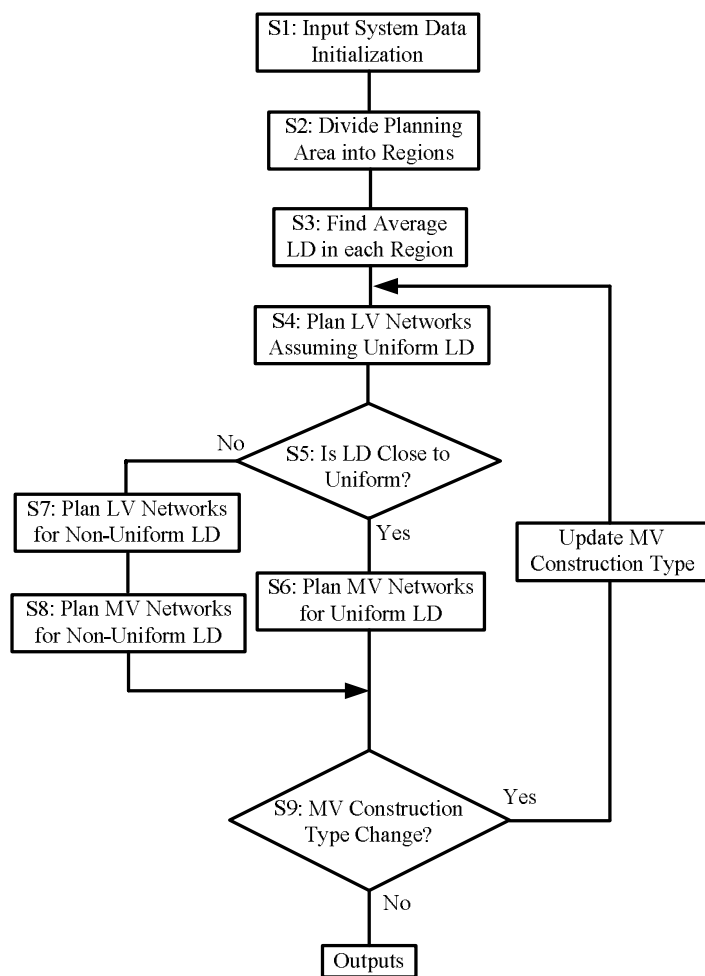 S1: Input System Data
Initialization
S2: Divide Planning
Area into Regions
S3: Find Average
LD in each Region
S4: Plan LV Networks
Assuming Uniform LD
No
S5: Is LD Close to
Uniform?
S7: Plan LV Networks
for Non-Uniform LD
Yes
Update MV
Construction Type
S8: Plan MV Networks
for Non-Uniform LD
S6: Plan MV Networks
for Uniform LD
S9: MV Construction
Type Change?
Yes
No
Outputs